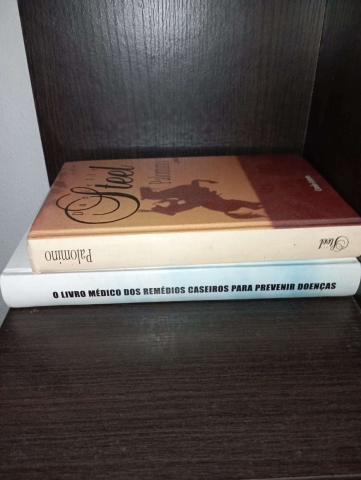 Steel
Palomino
Steel
Palomino
O LIVRO MÉDICO DOS REMÉDIOS CASEIROS PARA PREVENIR DOENÇAS